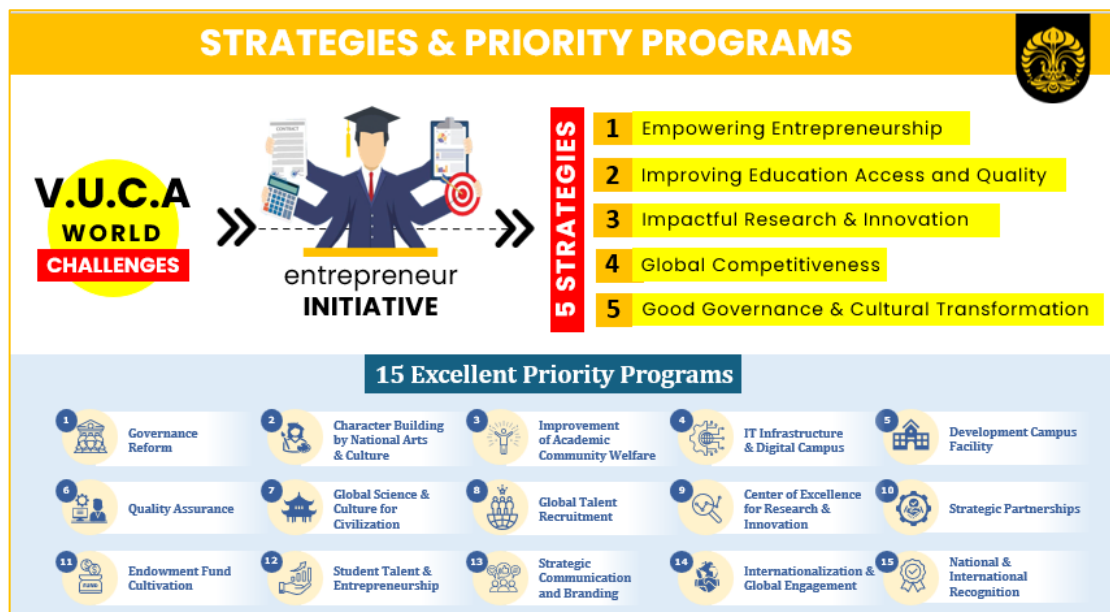 STRATEGIES & PRIORITY PROGRAMS
V.U.C.A
WORLD
CHALLENGES
CONTRACT
entrepreneur
INITIATIVE
5 STRATEGIES
1 Empowering Entrepreneurship
2 Improving Education Access and Quality
3 Impactful Research & Innovation
4 Global Competitiveness
5 Good Governance & Cultural Transformation
15 Excellent Priority Programs
1
Governance
Reform
2
Character Building
by National Arts
& Culture
3
Improvement
of Academic
Community Welfare
4
IT Infrastructure
& Digital Campus
5
Development Campus
Facility
6
Quality Assurance
7
Global Science &
Culture for
Civilization
8
Global Talent
Recruitment
9
Center of Excellence
for Research &
Innovation
10
Strategic Partnerships
11
FUND
Endowment Fund
Cultivation
12
Student Talent &
Entrepreneurship
13
Strategic
Communication
and Branding
14
Internationalization &
Global Engagement
15
National &
International
Recognition